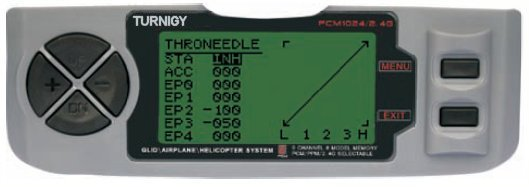 TURNIGY
PCM1024/2.4G
THRONEEDLE
STA INH
ACC 000
EP0 000
EP1 000
EP2 -100
EP3 -050
EP4 000
L 1 2 3 H
UP
+ -
DN
MENU
EXIT
GLID\AIRPLANE\HELICOPTER SYSTEM
9 CHANNEL 8 MODEL MEMORY
PCM/PPM/2.4G SELECTABLE